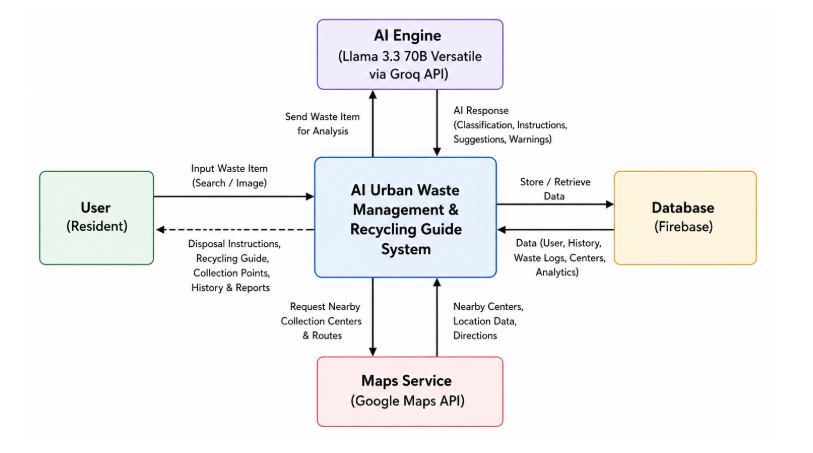 AI Engine
(Llama 3.3 70B Versatile
via Groq API)
Send Waste Item
for Analysis
AI Response
(Classification, Instructions,
Suggestions, Warnings)
User
(Resident)
Input Waste Item
(Search / Image)
Disposal Instructions,
Recycling Guide,
Collection Points,
History & Reports
AI Urban Waste
Management &
Recycling Guide
System
Store / Retrieve
Data
Data (User, History,
Waste Logs, Centers,
Analytics)
Database
(Firebase)
Request Nearby
Collection Centers
& Routes
Nearby Centers,
Location Data,
Directions
Maps Service
(Google Maps API)